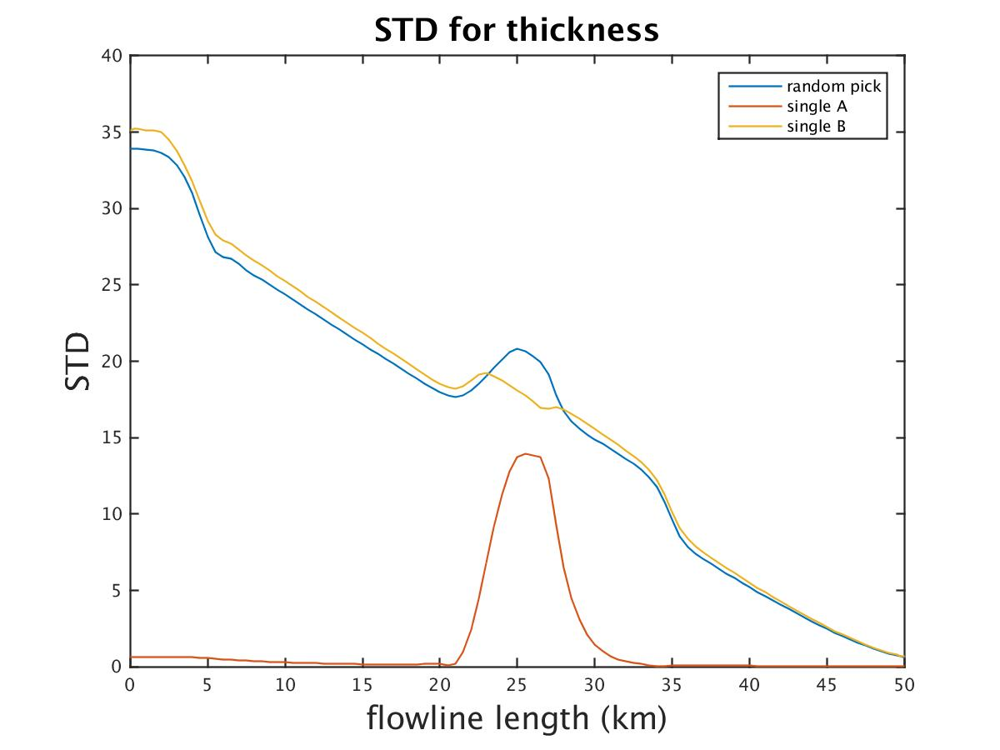 STD for thickness
random pick
single A
single B
STD
40
35
30
25
20
15
10
5
0
0 5 10 15 20 25 30 35 40 45 50
flowline length (km)